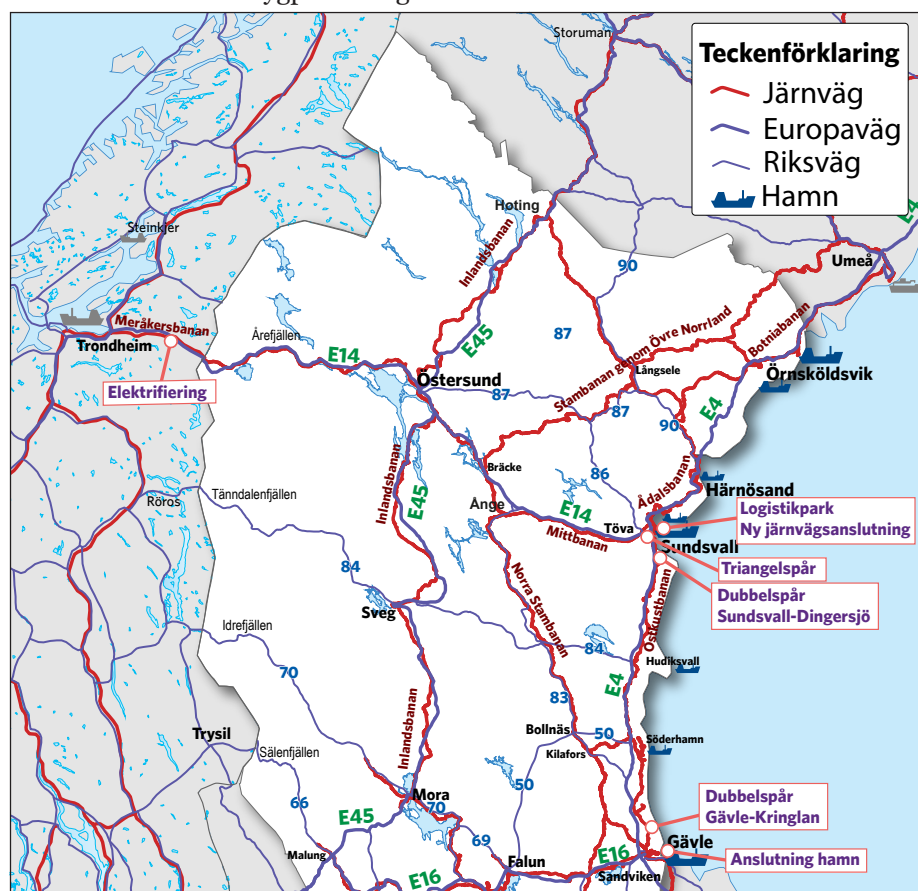 Storuman
Teckenförklaring
Järnväg
Europaväg
Riksväg
Hamn
E4
Hoting
Steinkjer
Inlandsbanan
90
Umeå
Meråkersbanan
Trondheim
Årefjällen
E14
E45
87
Stambanan genom Övre Norrland
Botniabanan
Elektrifiering
Östersund
Långsele
Örnsköldsvik
87
87
90
E4
Bräcke
86
Ådalsbanan
Härnösand
Inlandsbanan
E45
Röros
Tänndalenfjällen
Ånge
E14
Töva
Mittbanan
Sundsvall
Logistikpark
Ny järnvägsanslutning
Triangelspår
84
Dubbelspår
Sundsvall-Dingersjö
Sveg
Norra Stambanan
Ostkustbanan
Idrefjällen
84
Hudiksvall
70
E4
83
Inlandsbanan
Trysil
Sälenfjällen
Bollnäs
50
Söderhamn
Kilafors
50
Mora
70
66
E45
Dubbelspår
Gävle-Kringlan
69
Malung
Gävle
E16
Anslutning hamn
Falun
Sandviken
E16